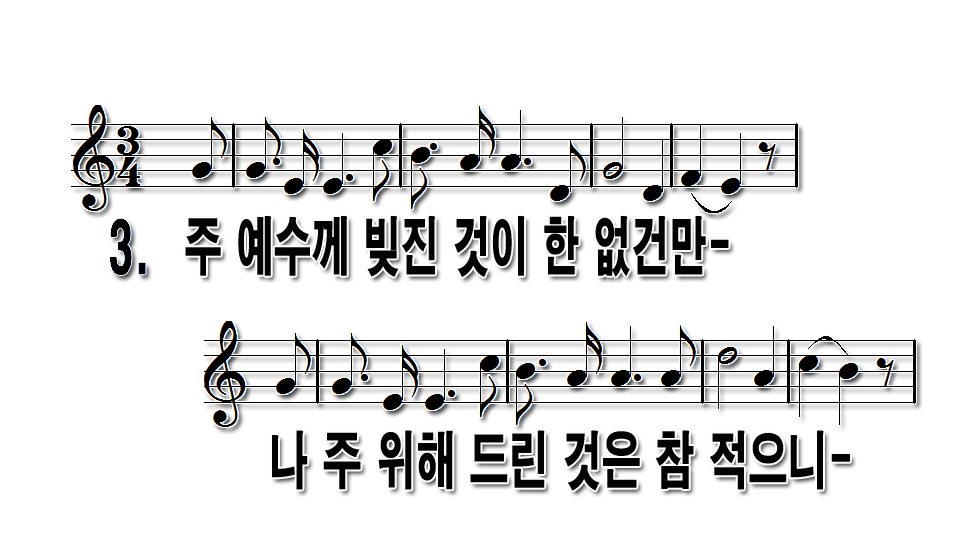 3. 주 예수께 빚진 것이 한 없건만-
나 주 위해 드린 것은 참 적으니-